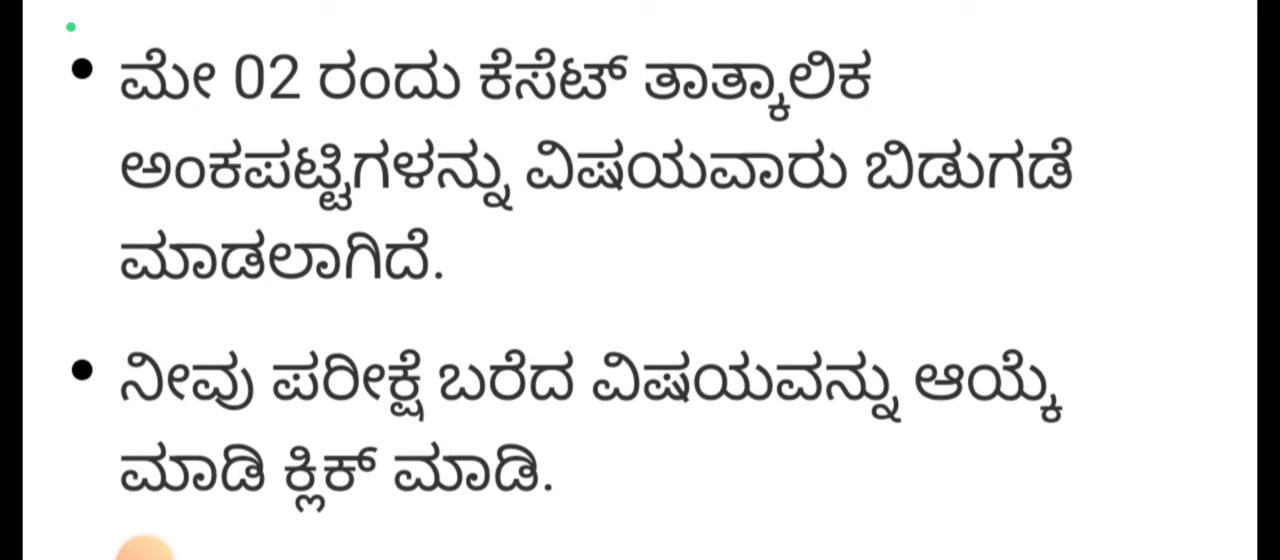 • ಮೇ 02 ರಂದು ಕೆಸೆಟ್ ತಾತ್ಕಾಲಿಕ
ಅಂಕಪಟ್ಟಿಗಳನ್ನು ವಿಷಯವಾರು ಬಿಡುಗಡೆ
ಮಾಡಲಾಗಿದೆ.
• ನೀವು ಪರೀಕ್ಷೆ ಬರೆದ ವಿಷಯವನ್ನು ಆಯ್ಕೆ
ಮಾಡಿ ಕ್ಲಿಕ್ ಮಾಡಿ.